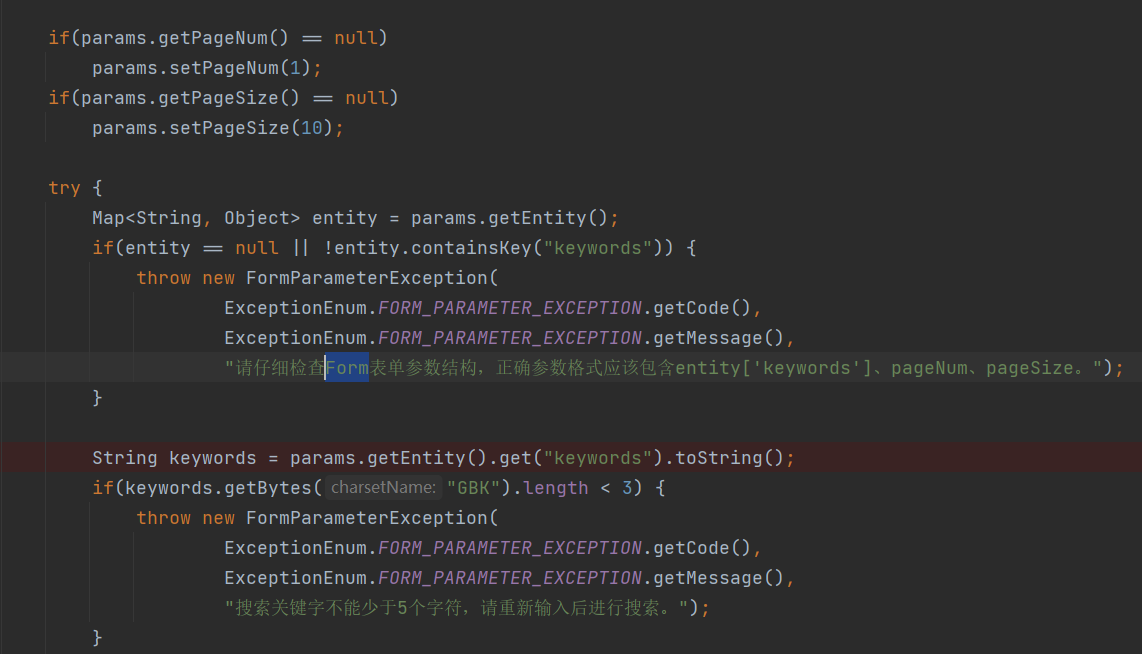 if(params.getPageNum() == null)
params.setPageNum(1);
if(params.getPageSize() == null)
params.setPageSize(10);
try {
Map<String, Object> entity = params.getEntity();
if(entity == null || !entity.containsKey("keywords")) {
throw new FormParameterException(
ExceptionEnum.FORM_PARAMETER_EXCEPTION.getCode(),
ExceptionEnum.FORM_PARAMETER_EXCEPTION.getMessage(),
"请仔细检查Form表单参数结构，正确参数格式应该包含entity['keywords']、pageNum、pageSize。");
}
String keywords = params.getEntity().get("keywords").toString();
if(keywords.getBytes( charsetName: "GBK").length < 3) {
throw new FormParameterException(
ExceptionEnum.FORM_PARAMETER_EXCEPTION.getCode(),
ExceptionEnum.FORM_PARAMETER_EXCEPTION.getMessage(),
"搜索关键字不能少于5个字符，请重新输入后进行搜索。");
}